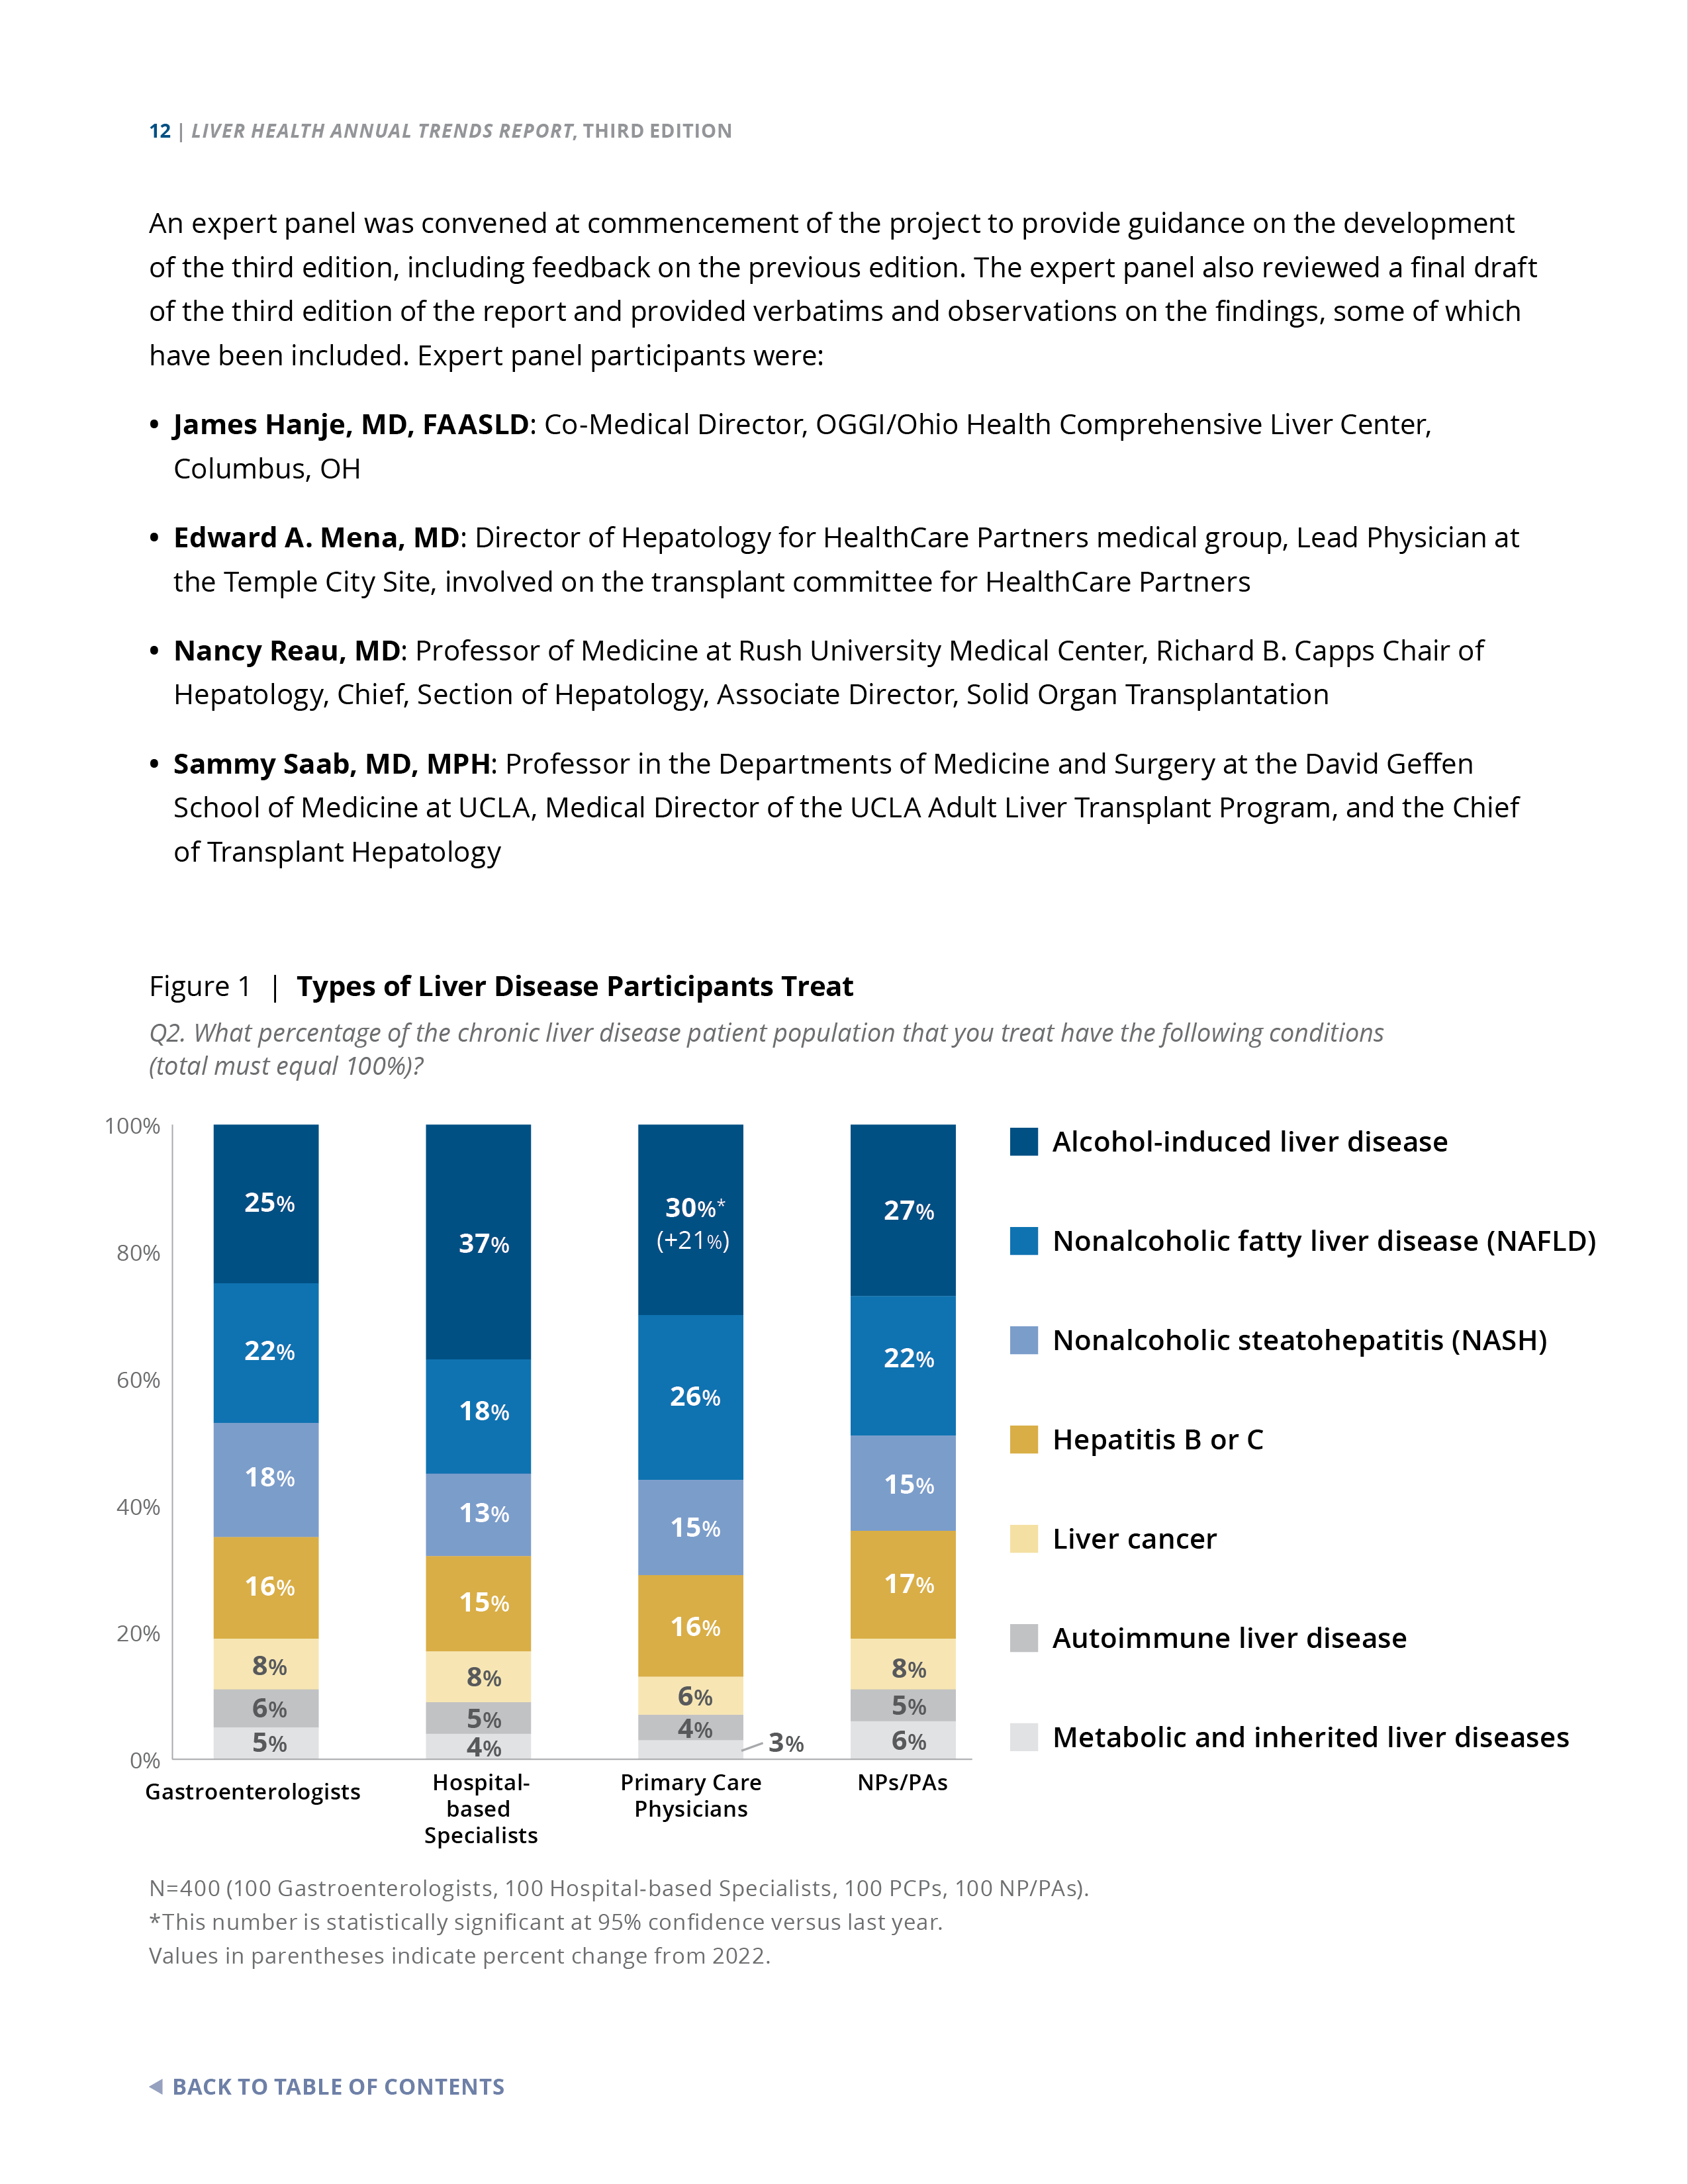 12 | LIVER HEALTH ANNUAL TRENDS REPORT, THIRD EDITION
An expert panel was convened at commencement of the project to provide guidance on the development
of the third edition, including feedback on the previous edition. The expert panel also reviewed a final draft
of the third edition of the report and provided verbatims and observations on the findings, some of which
have been included. Expert panel participants were:
• James Hanje, MD, FAASLD: Co-Medical Director, OGGI/Ohio Health Comprehensive Liver Center,
Columbus, OH
• Edward A. Mena, MD: Director of Hepatology for HealthCare Partners medical group, Lead Physician at
the Temple City Site, involved on the transplant committee for HealthCare Partners
• Nancy Reau, MD: Professor of Medicine at Rush University Medical Center, Richard B. Capps Chair of
Hepatology, Chief, Section of Hepatology, Associate Director, Solid Organ Transplantation
• Sammy Saab, MD, MPH: Professor in the Departments of Medicine and Surgery at the David Geffen
School of Medicine at UCLA, Medical Director of the UCLA Adult Liver Transplant Program, and the Chief
of Transplant Hepatology
Figure 1 | Types of Liver Disease Participants Treat
Q2. What percentage of the chronic liver disease patient population that you treat have the following conditions
(total must equal 100%)?
100%
80%
60%
40%
20%
0%
25%
22%
18%
16%
8%
6%
5%
Gastroenterologists
37%
18%
13%
15%
8%
5%
4%
Hospital-
based
Specialists
30%*
(+21%)
26%
15%
16%
6%
4%
3%
Primary Care
Physicians
27%
22%
15%
17%
8%
5%
6%
NPs/PAs
Alcohol-induced liver disease
Nonalcoholic fatty liver disease (NAFLD)
Nonalcoholic steatohepatitis (NASH)
Hepatitis B or C
Liver cancer
Autoimmune liver disease
Metabolic and inherited liver diseases
N=400 (100 Gastroenterologists, 100 Hospital-based Specialists, 100 PCPs, 100 NP/PAs).
*This number is statistically significant at 95% confidence versus last year.
Values in parentheses indicate percent change from 2022.
BACK TO TABLE OF CONTENTS